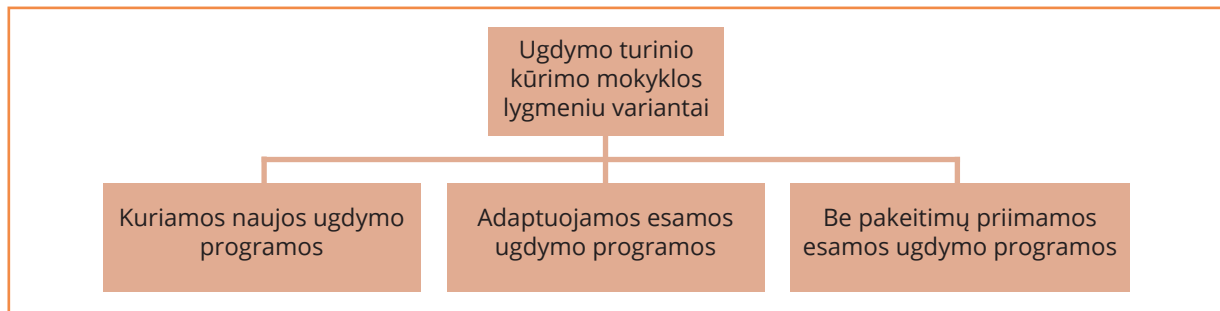 Ugdymo turinio
kūrimo mokyklos
lygmeniu variantai
Kuriamos naujos ugdymo
programos
Adaptuojamos esamos
ugdymo programos
Be pakeitimų priimamos
esamos ugdymo programos